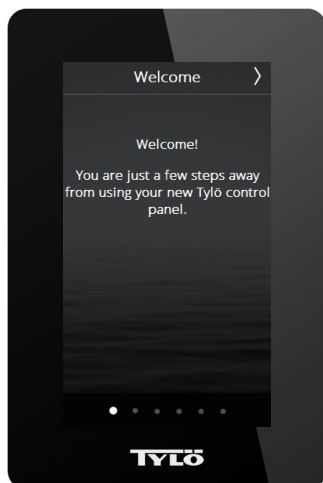 Welcome
Welcome!
You are just a few steps away
from using your new Tylö control
panel.
TYLÖ